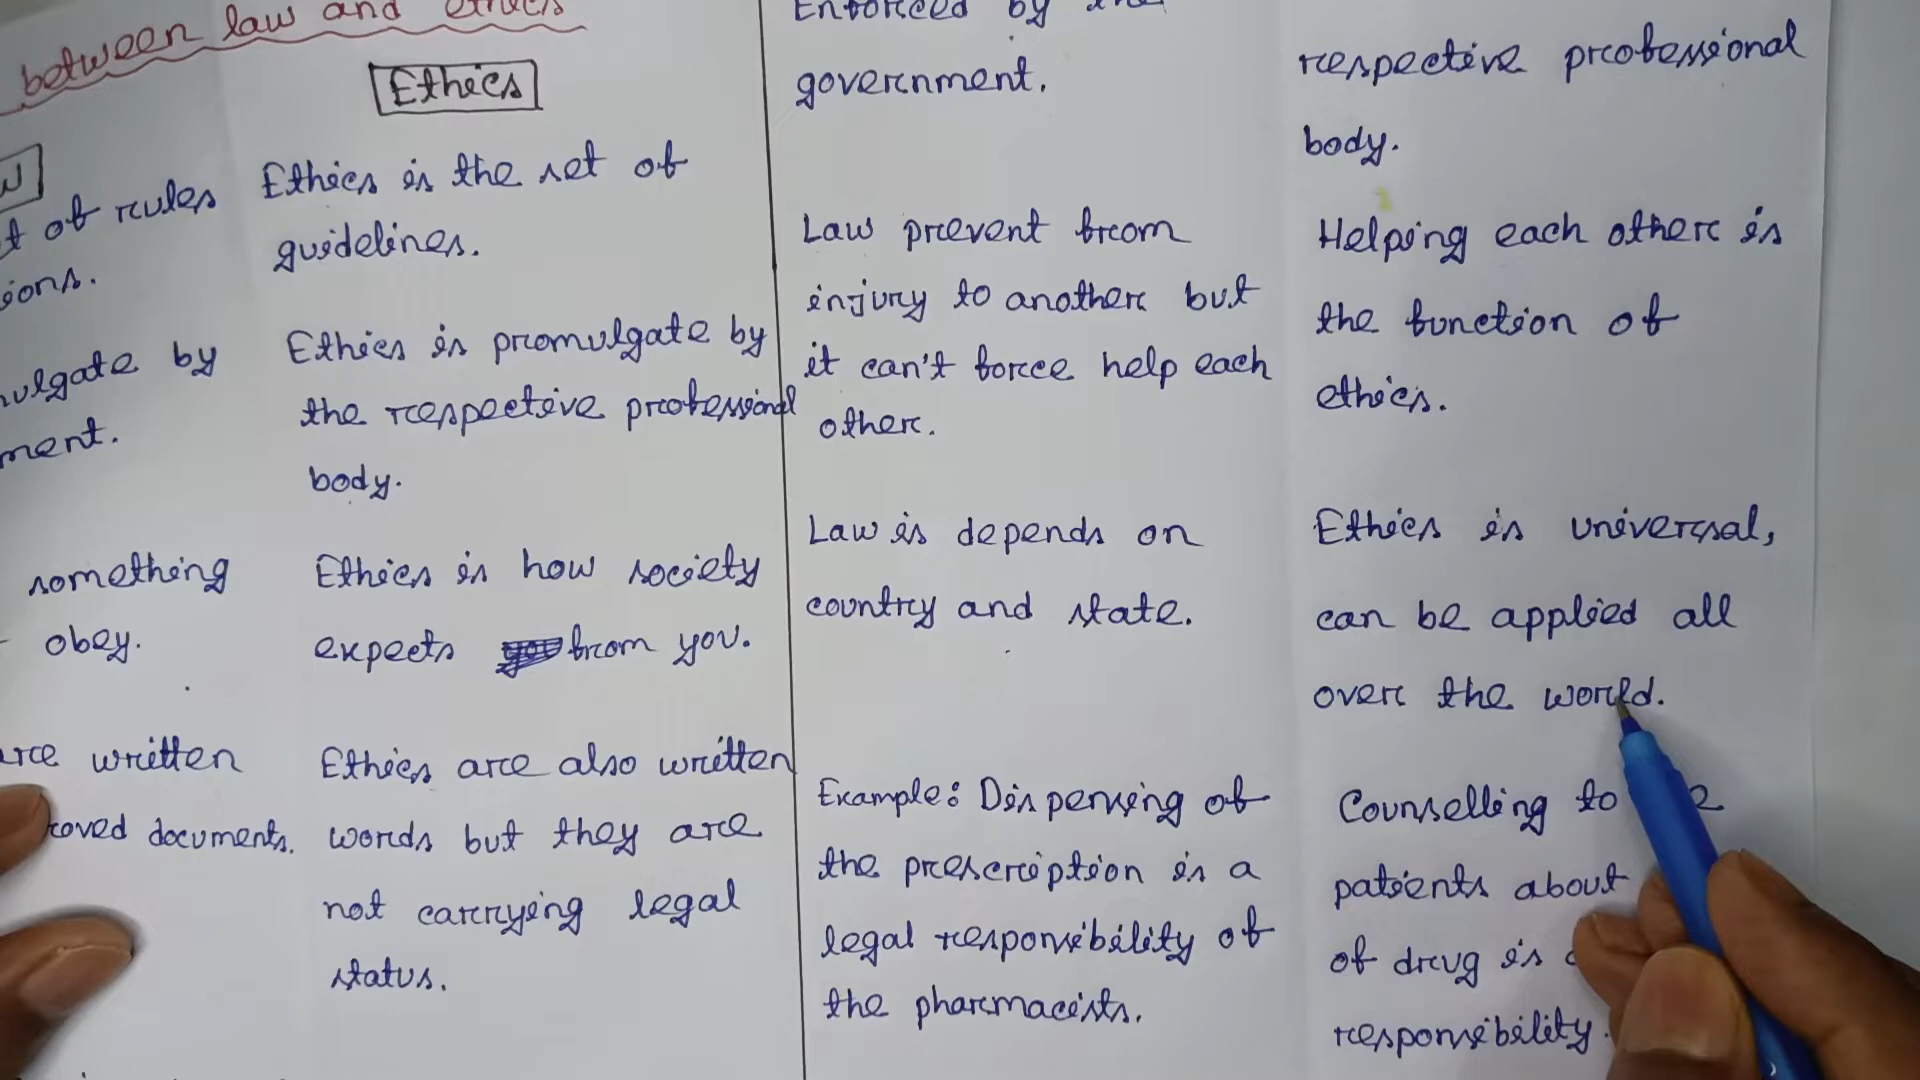 between law and ethics
Ethics
of rules
Ethics is the set of
guidelines.
by
Ethics is promulgate by
the respective professional
body.
something
obey.
Ethics is how society
expects from you.
written
documents.
Ethics are also written
words but they are
not carrying legal
status.
Enforced by the
government.
Law prevent from
injury to another but
it can't force help each
other.
Law is depends on
country and state.
Example: Dispensing of
the prescription is a
legal responsibility of
the pharmacists.
respective professional
body.
Helping each other is
the function of
ethics.
Ethics is universal,
can be applied all
over the world.
Counselling to
patients about
of drug is
responsibility.